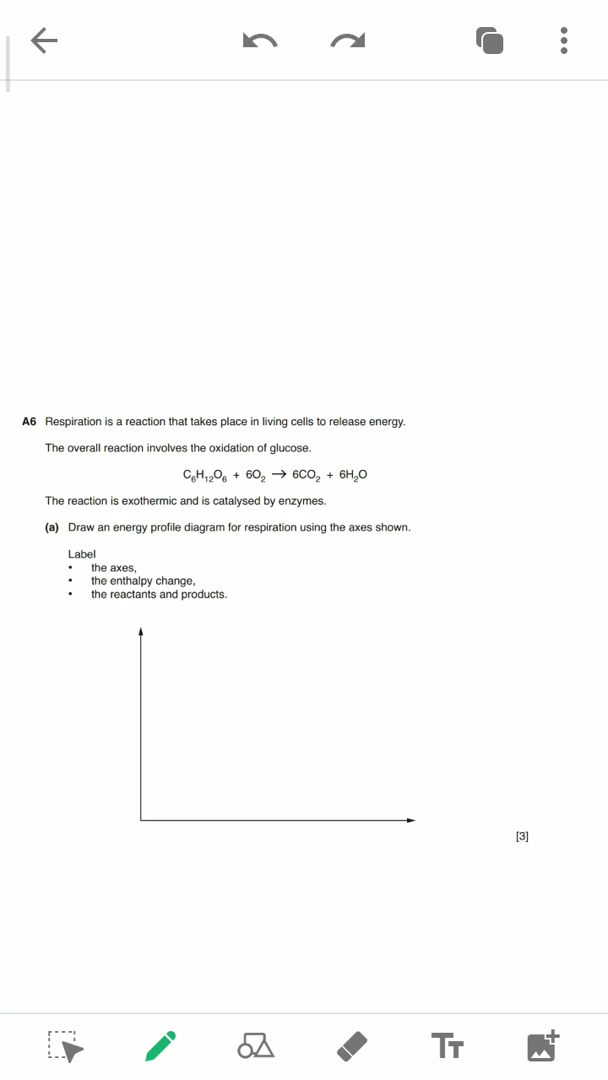 A6 Respiration is a reaction that takes place in living cells to release energy.
The overall reaction involves the oxidation of glucose.
C₆H₁₂O₆ + 6O₂ → 6CO₂ + 6H₂O
The reaction is exothermic and is catalysed by enzymes.
(a) Draw an energy profile diagram for respiration using the axes shown.
Label
• the axes,
• the enthalpy change,
• the reactants and products.
[3]
TT